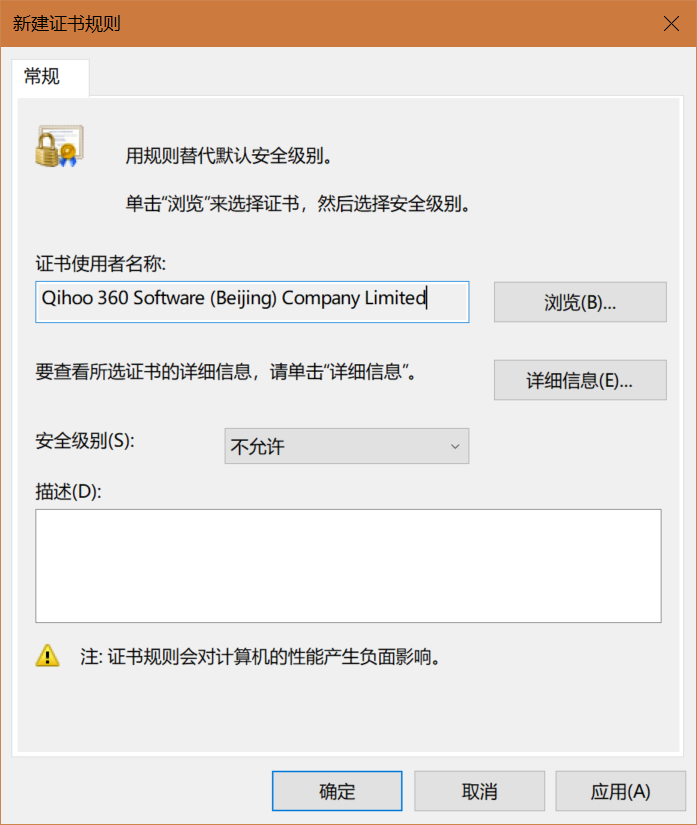 新建证书规则
常规
用规则替代默认安全级别。
单击“浏览”来选择证书，然后选择安全级别。
证书使用者名称:
Qihoo 360 Software (Beijing) Company Limited
浏览(B)...
要查看所选证书的详细信息，请单击“详细信息”。
详细信息(E)...
安全级别(S):
不允许
描述(D):
注: 证书规则会对计算机的性能产生负面影响。
确定
取消
应用(A)